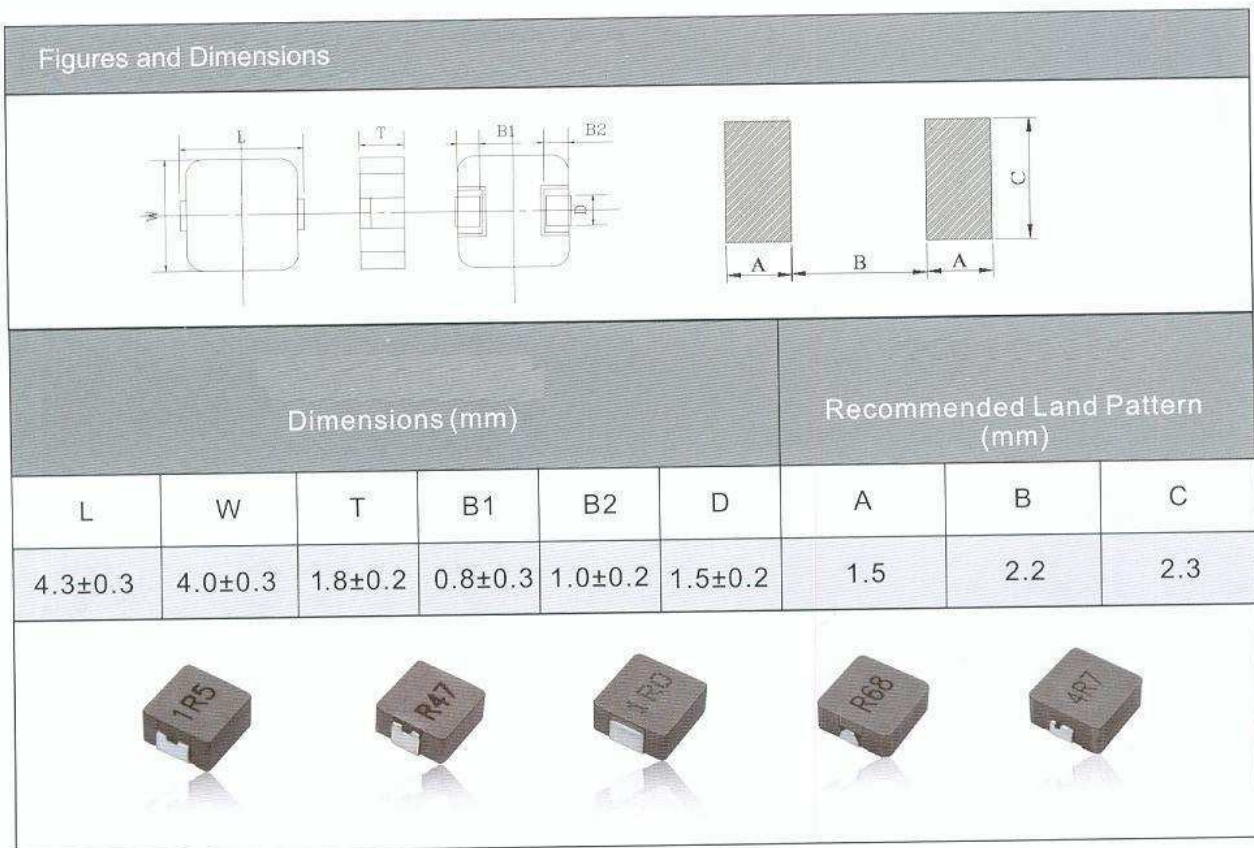 Figures and Dimensions
L
T
B1
B2
W
D
C
A
B
A
Dimensions (mm)
Recommended Land Pattern
(mm)
L W T B1 B2 D A B C
4.3±0.3 4.0±0.3 1.8±0.2 0.8±0.3 1.0±0.2 1.5±0.2 1.5 2.2 2.3
1R5
R47
1R0
R68
4R7